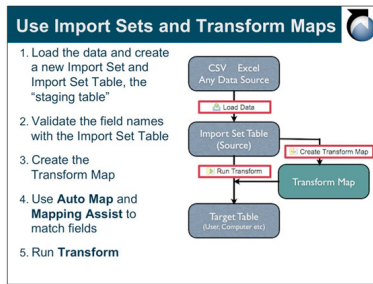 Use Import Sets and Transform Maps
1. Load the data and create
a new Import Set and
Import Set Table, the
“staging table”
2. Validate the field names
with the Import Set Table
3. Create the
Transform Map
4. Use Auto Map and
Mapping Assist to
match fields
5. Run Transform
CSV Excel
Any Data Source
Load Data
Import Set Table
(Source)
Create Transform Map
Run Transform
Transform Map
Target Table
(User, Computer etc)